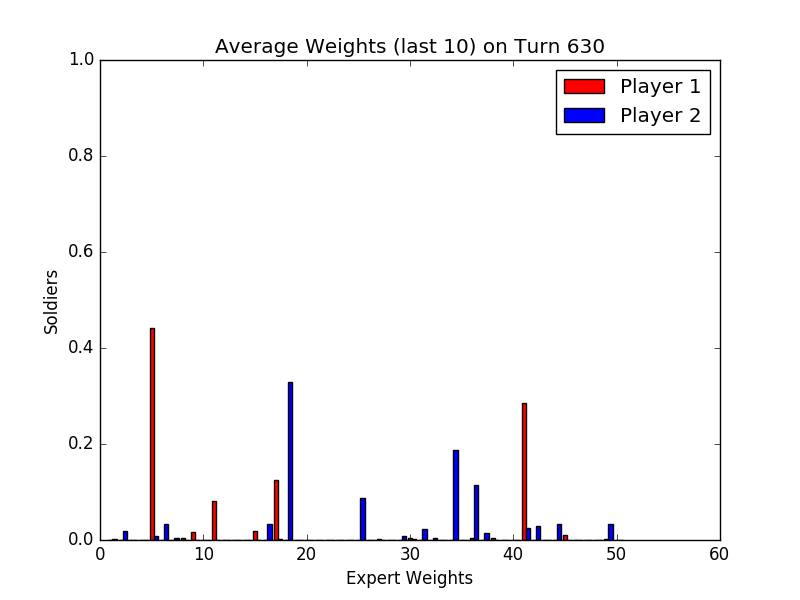 Average Weights (last 10) on Turn 630
1.0
Player 1
Player 2
0.8
0.6
Soldiers
0.4
0.2
0.0
0 10 20 30 40 50 60
Expert Weights